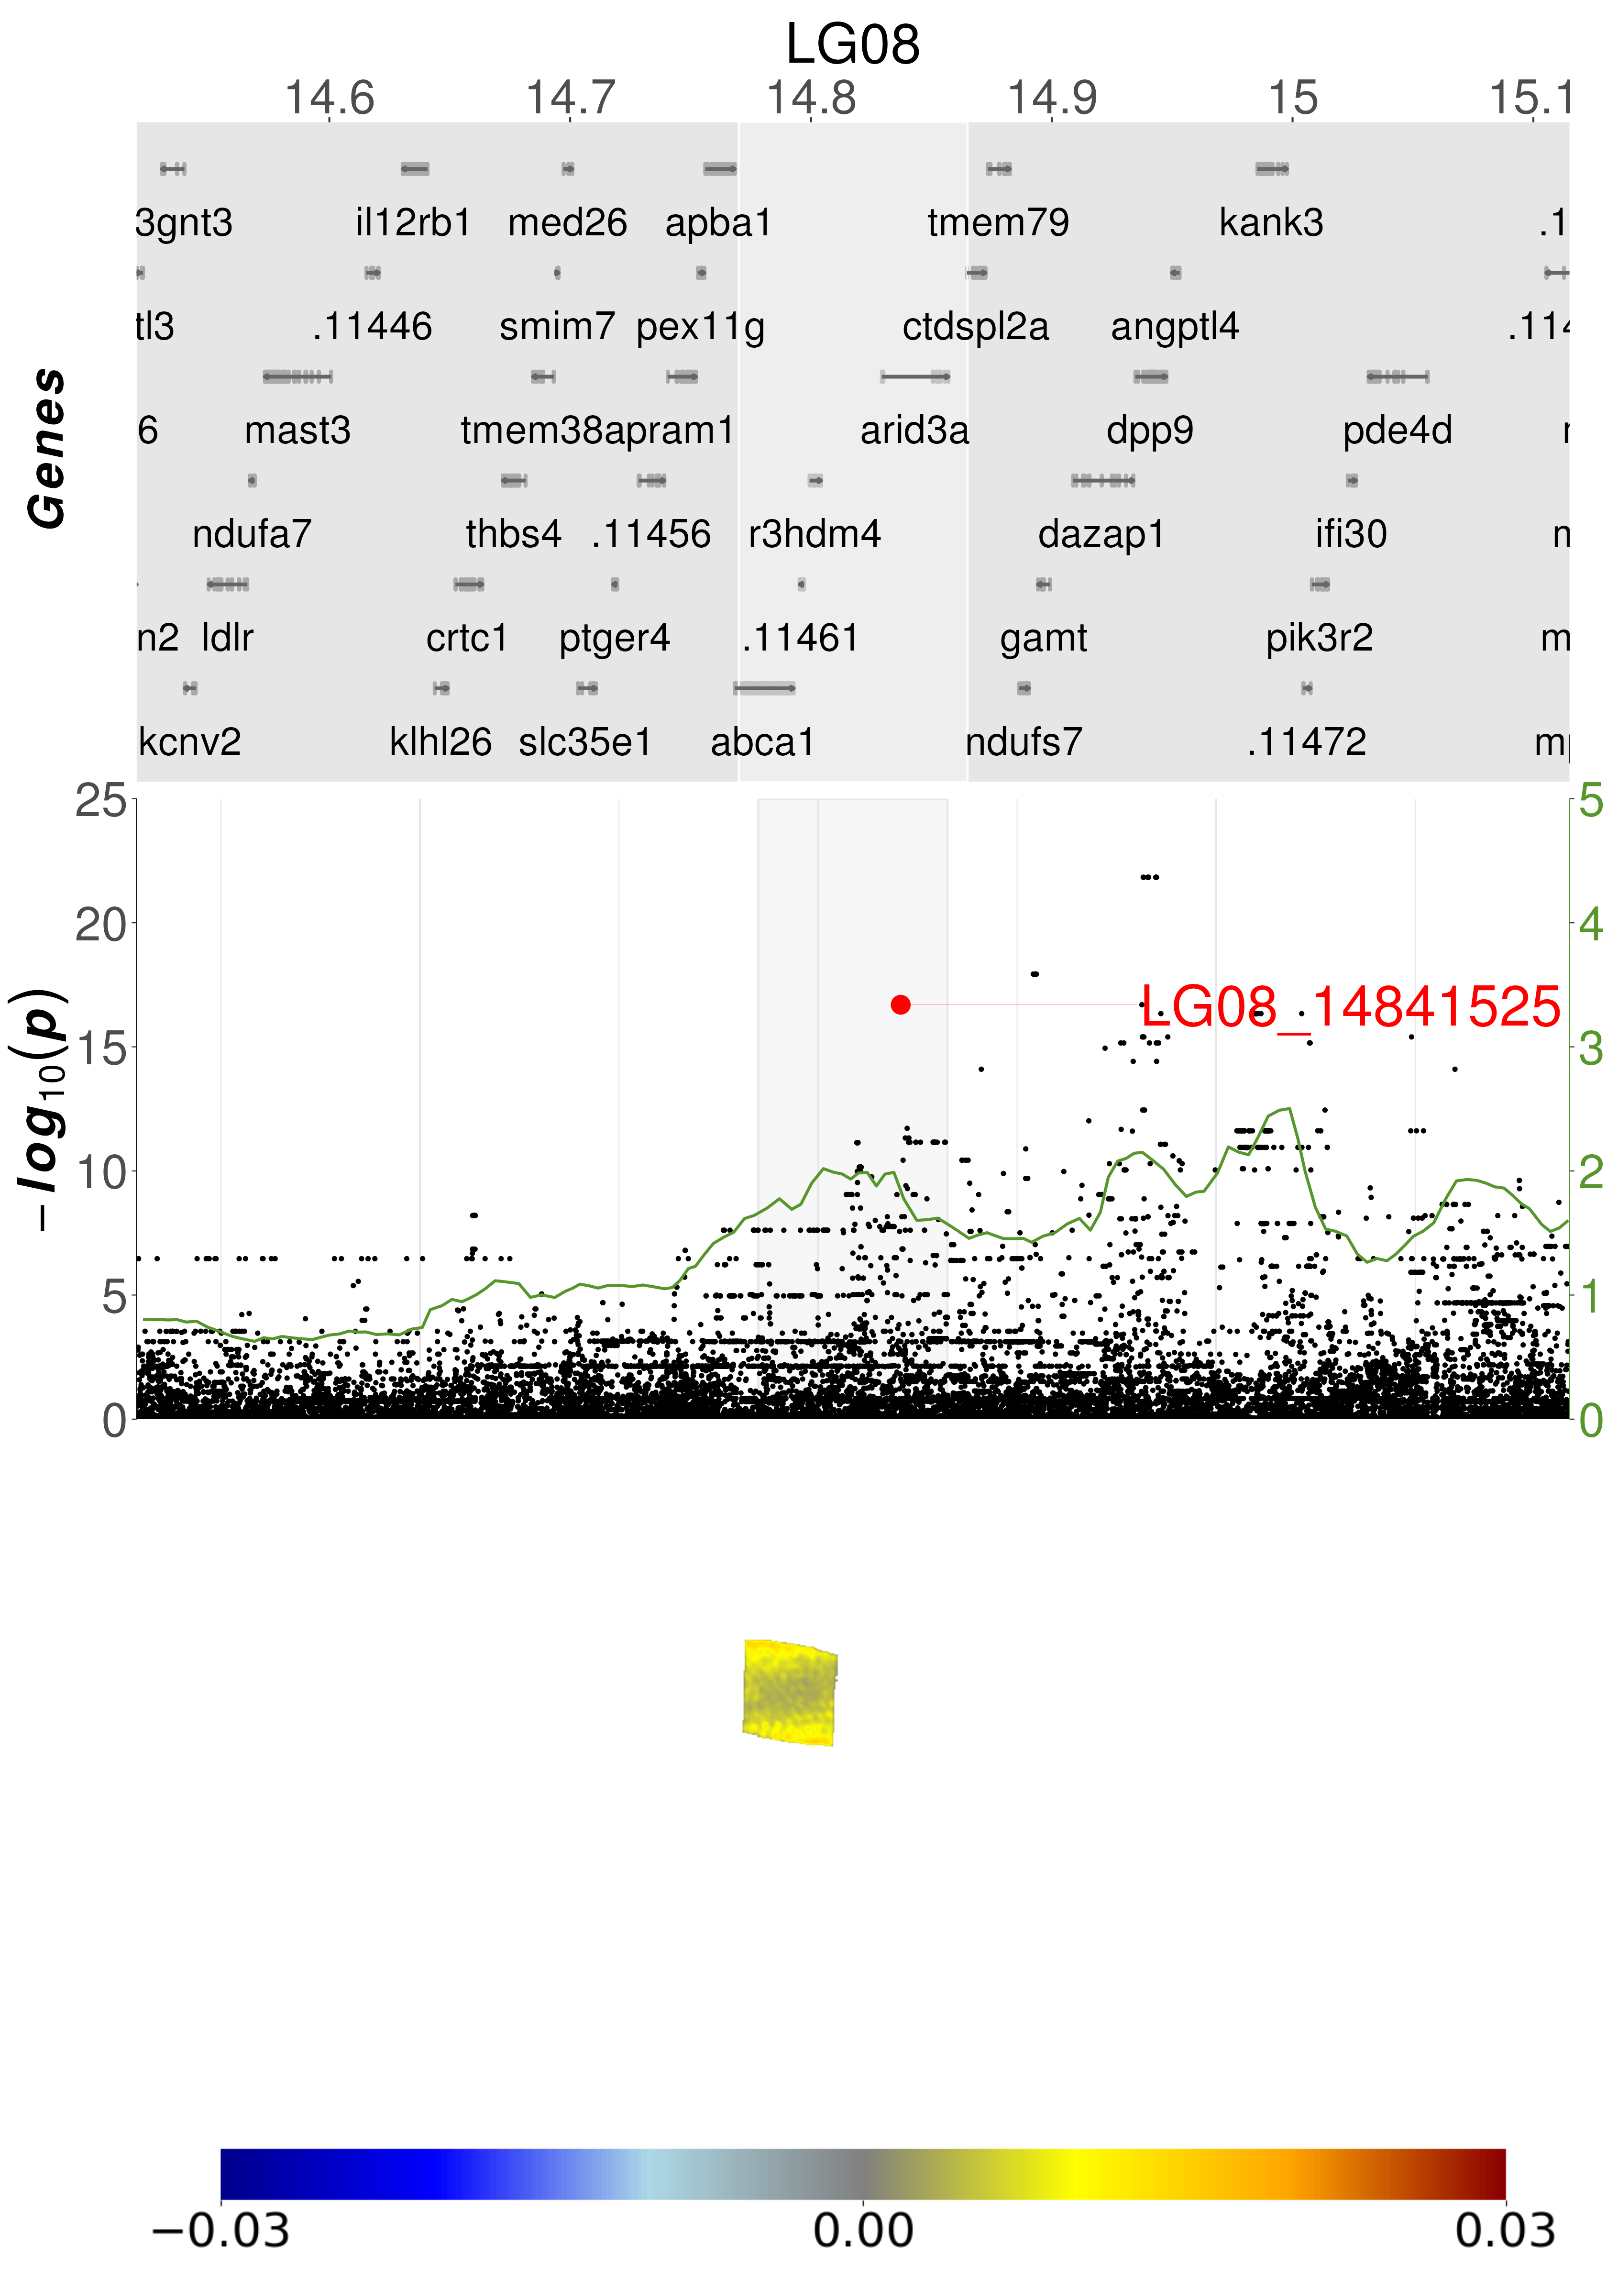 LG08
14.6 14.7 14.8 14.9 15 15.1
3gnt3 il12rb1 med26 apba1 tmem79 kank3 .1
tl3 .11446 smim7 pex11g ctdspl2a angptl4 .114
Genes
6 mast3 tmem38apram1 arid3a dpp9 pde4d
ndufa7 thbs4 .11456 r3hdm4 dazap1 ifi30
n2 ldlr crtc1 ptger4 .11461 gamt pik3r2
kcnv2 klhl26 slc35e1 abca1 ndufs7 .11472
25 5
20 4
LG08_14841525
15 3
−log10(p)
10 2
5 1
0 0
−0.03 0.00 0.03